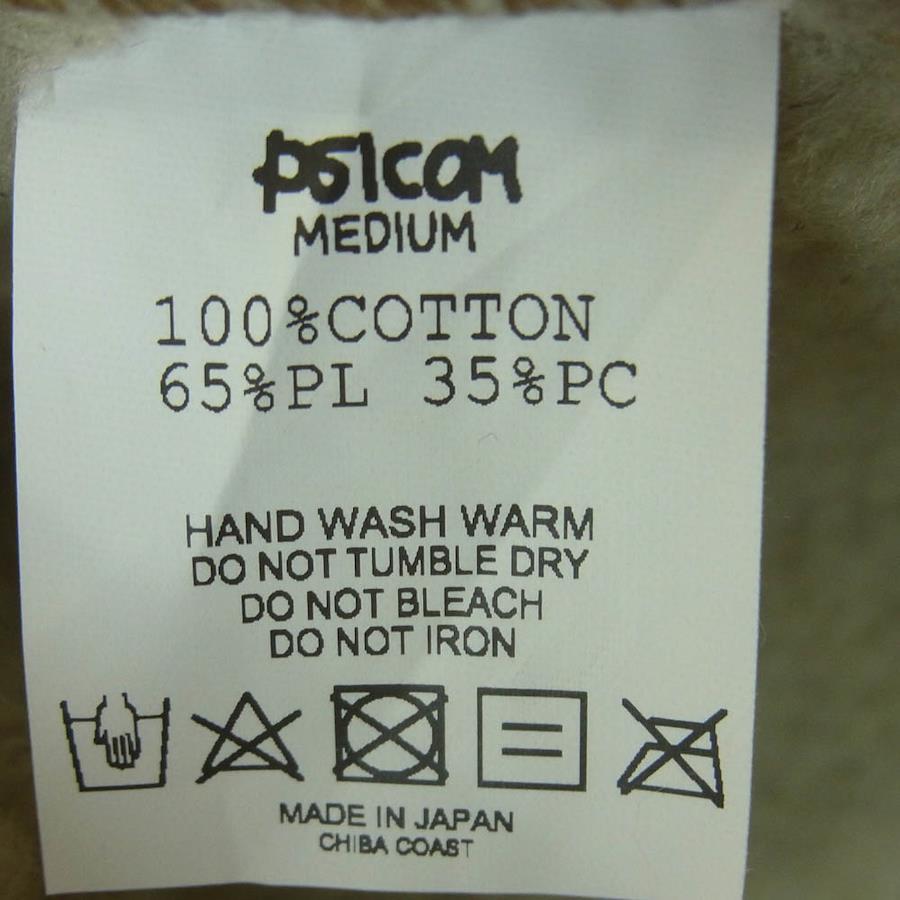 PSICOM
MEDIUM
100%COTTON
65%PL 35%PC
HAND WASH WARM
DO NOT TUMBLE DRY
DO NOT BLEACH
DO NOT IRON
MADE IN JAPAN
CHIBA COAST